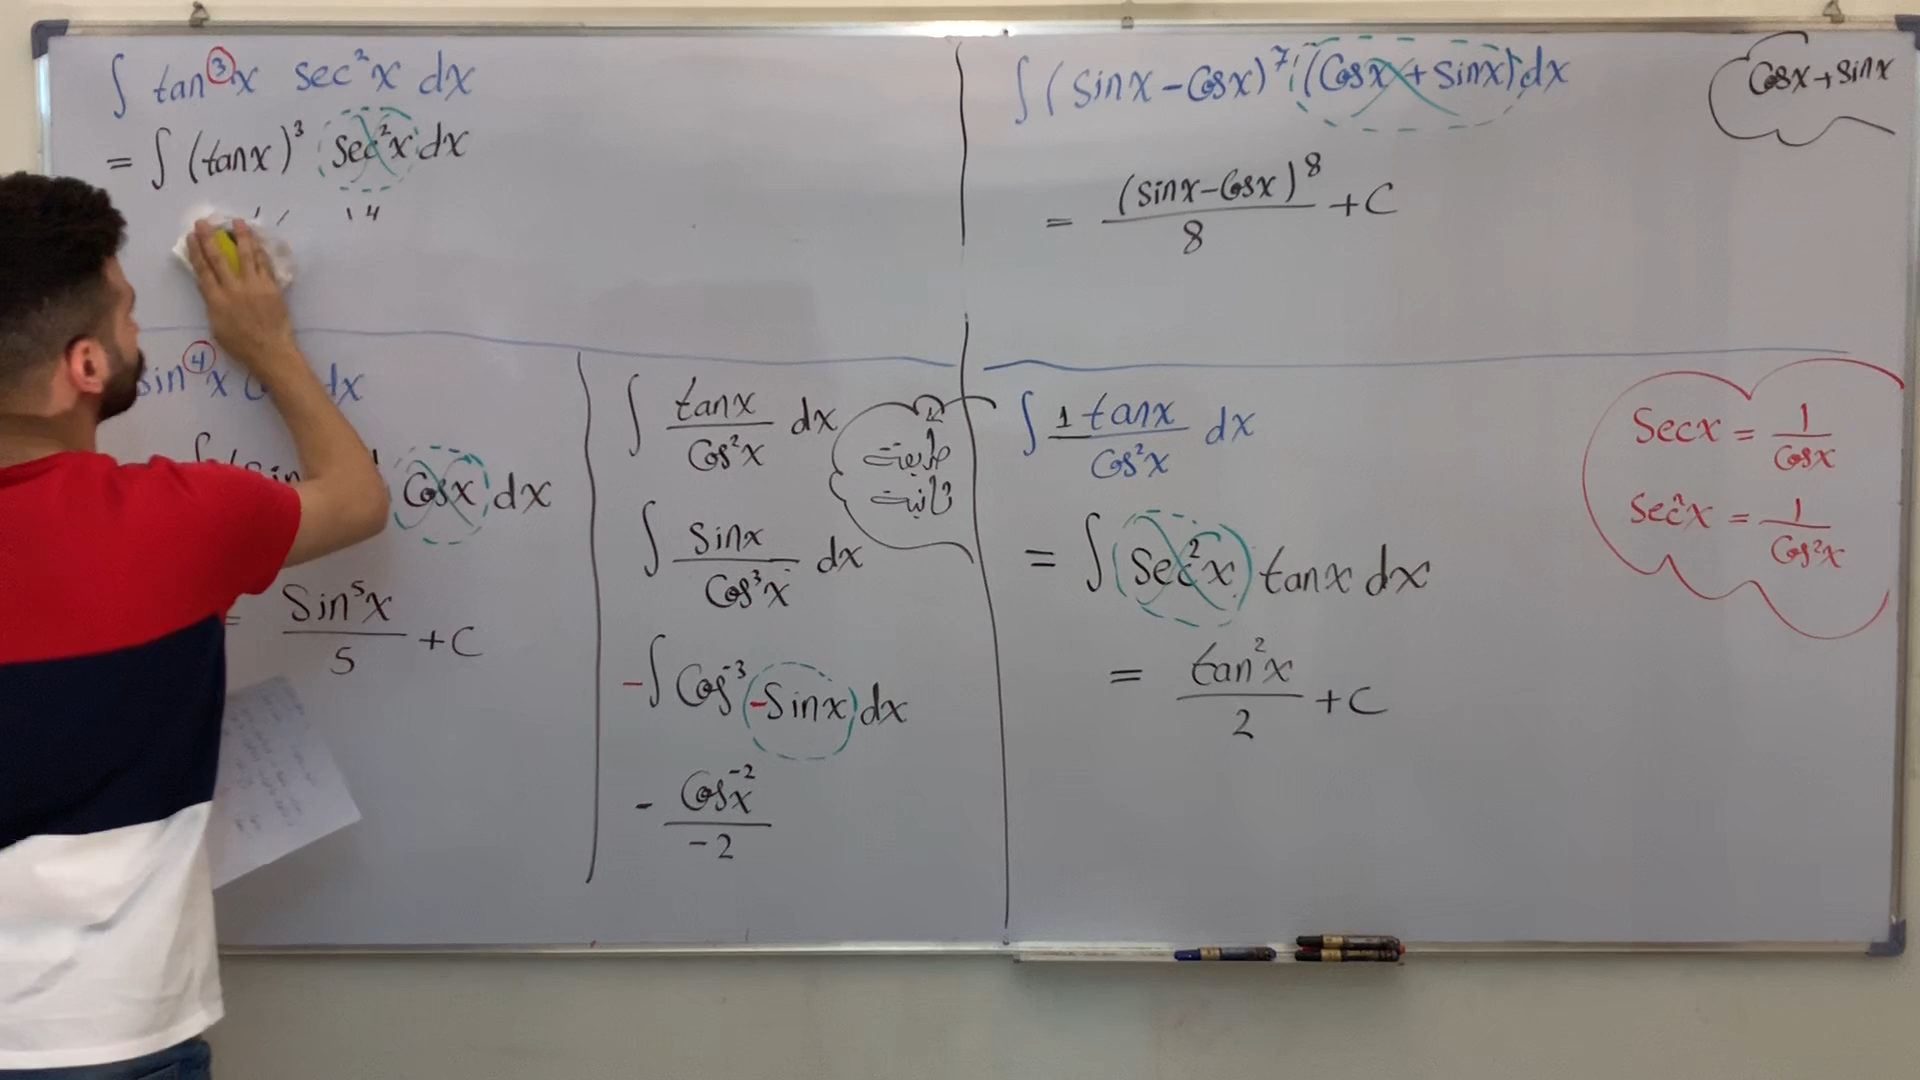 ∫ tan³x sec²x dx
= ∫ (tanx)³ sec²x dx
∫ (sinx - Cosx)⁷ (Cosx + sinx) dx
= (sinx - Cosx)⁸ / 8 + C
Cosx + sinx
sin⁴x dx
Cosx dx
= Sin⁵x / 5 + C
∫ tanx / Cos²x dx
طريقة
ثانية
∫ Sinx / Cos³x dx
-∫ Cos⁻³ (-Sinx) dx
- Cos⁻²x / -2
∫ 1 tanx / Cos²x dx
= ∫ Sec²x tanx dx
= tan²x / 2 + C
Secx = 1 / Cosx
Sec²x = 1 / Cos²x